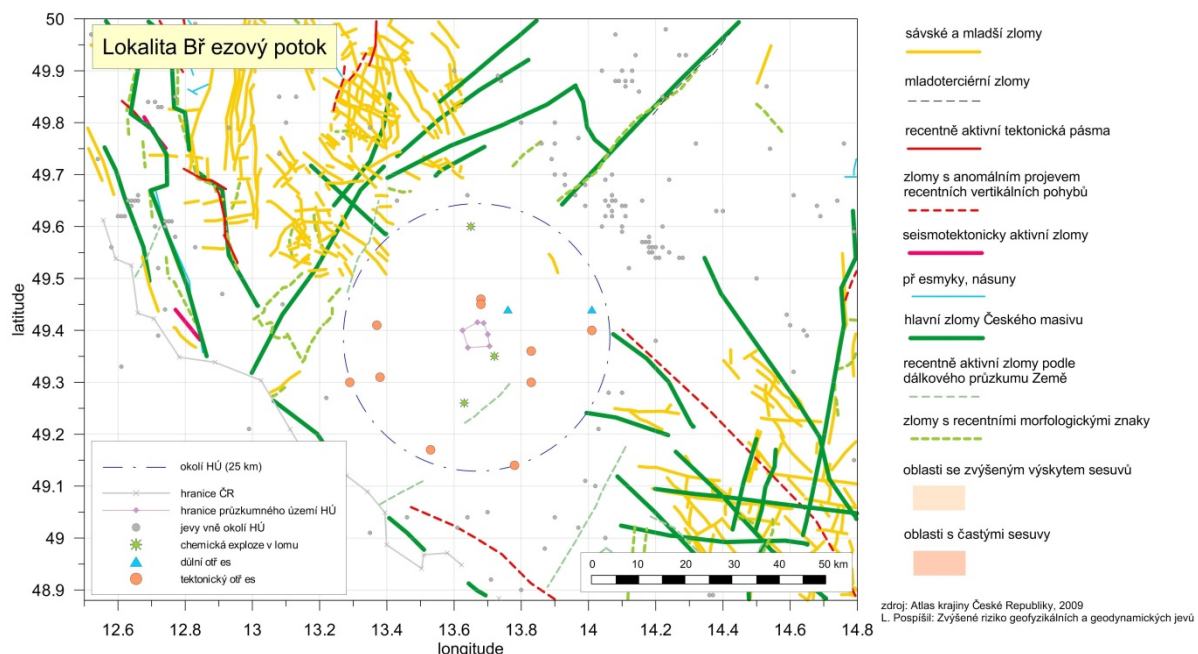 Lokalita Bř ezový potok
50
49.9
49.8
49.7
49.6
49.5
49.4
49.3
49.2
49.1
49
48.9
latitude
12.6
12.8
13
13.2
13.4
13.6
13.8
14
14.2
14.4
14.6
14.8
longitude
okolí HÚ (25 km)
hranice ČR
hranice průzkumného území HÚ
jevy vně okolí HÚ
chemická exploze v lomu
důlní otř es
tektonický otř es
0 10 20 30 40 50 km
sávské a mladší zlomy
mladoterciérní zlomy
recentně aktivní tektonická pásma
zlomy s anomálním projevem
recentních vertikálních pohybů
seismotektonicky aktivní zlomy
př esmyky, násuny
hlavní zlomy Českého masivu
recentně aktivní zlomy podle
dálkového průzkumu Země
zlomy s recentními morfologickými znaky
oblasti se zvýšeným výskytem sesuvů
oblasti s častými sesuvy
zdroj: Atlas krajiny České Republiky, 2009
L. Pospíšil: Zvýšené riziko geofyzikálních a geodynamických jevů